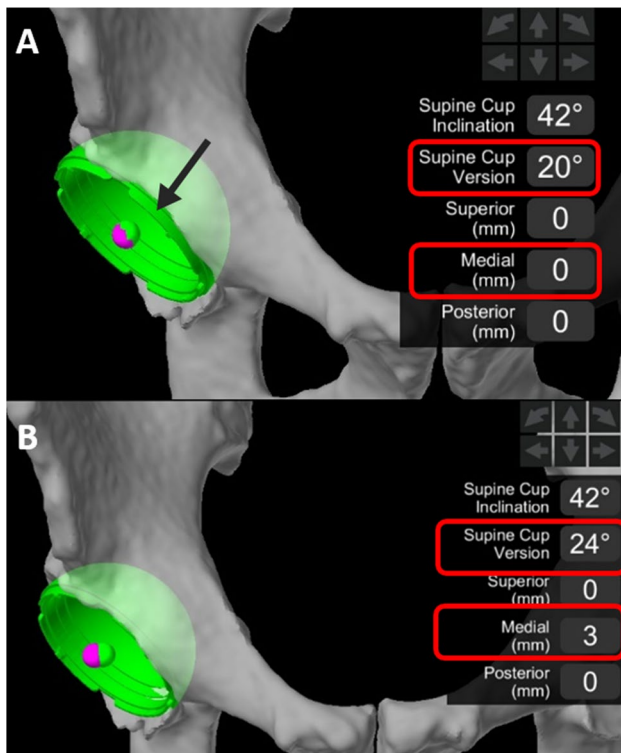 A
Supine Cup
Inclination 42°
Supine Cup
Version 20°
Superior
(mm) 0
Medial
(mm) 0
Posterior
(mm) 0
B
Supine Cup
Inclination 42°
Supine Cup
Version 24°
Superior
(mm) 0
Medial
(mm) 3
Posterior
(mm) 0